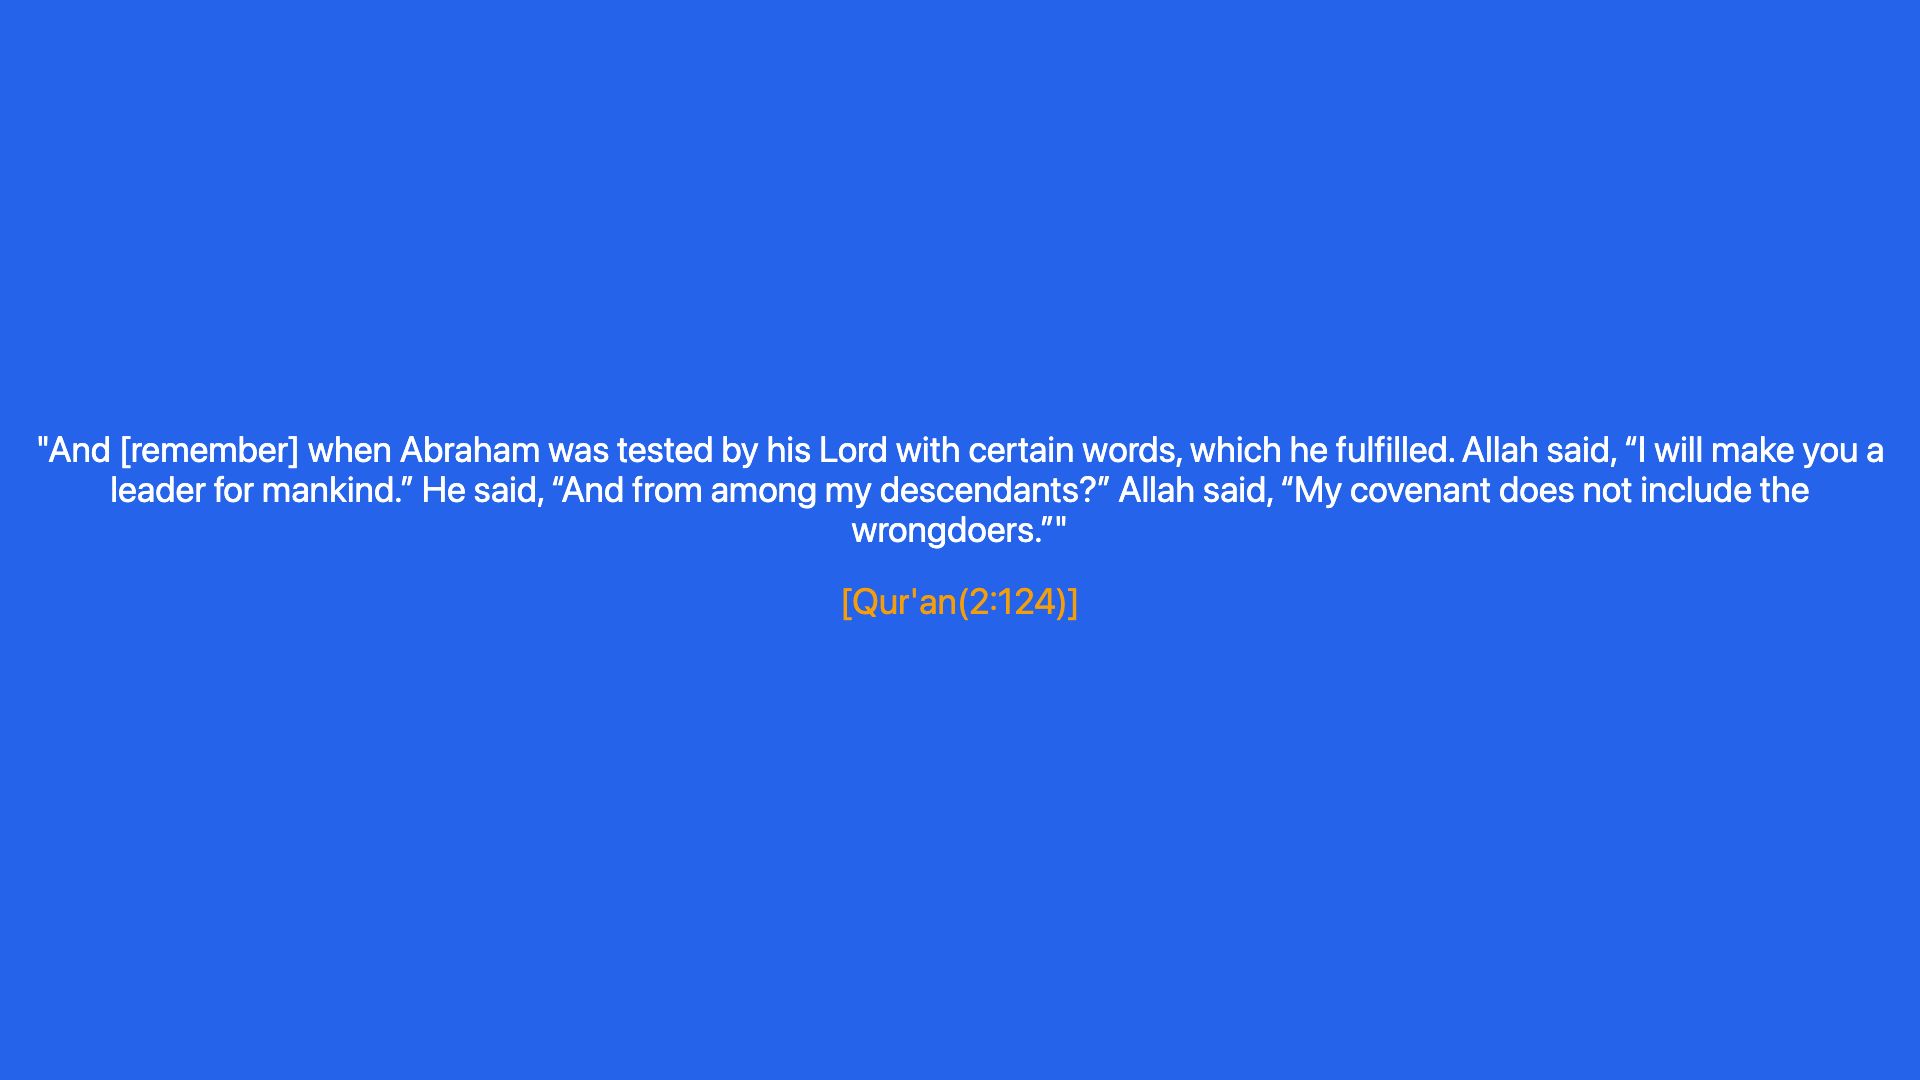 "And [remember] when Abraham was tested by his Lord with certain words, which he fulfilled. Allah said, “I will make you a
leader for mankind.” He said, “And from among my descendants?” Allah said, “My covenant does not include the
wrongdoers.”"
[Qur'an(2:124)]